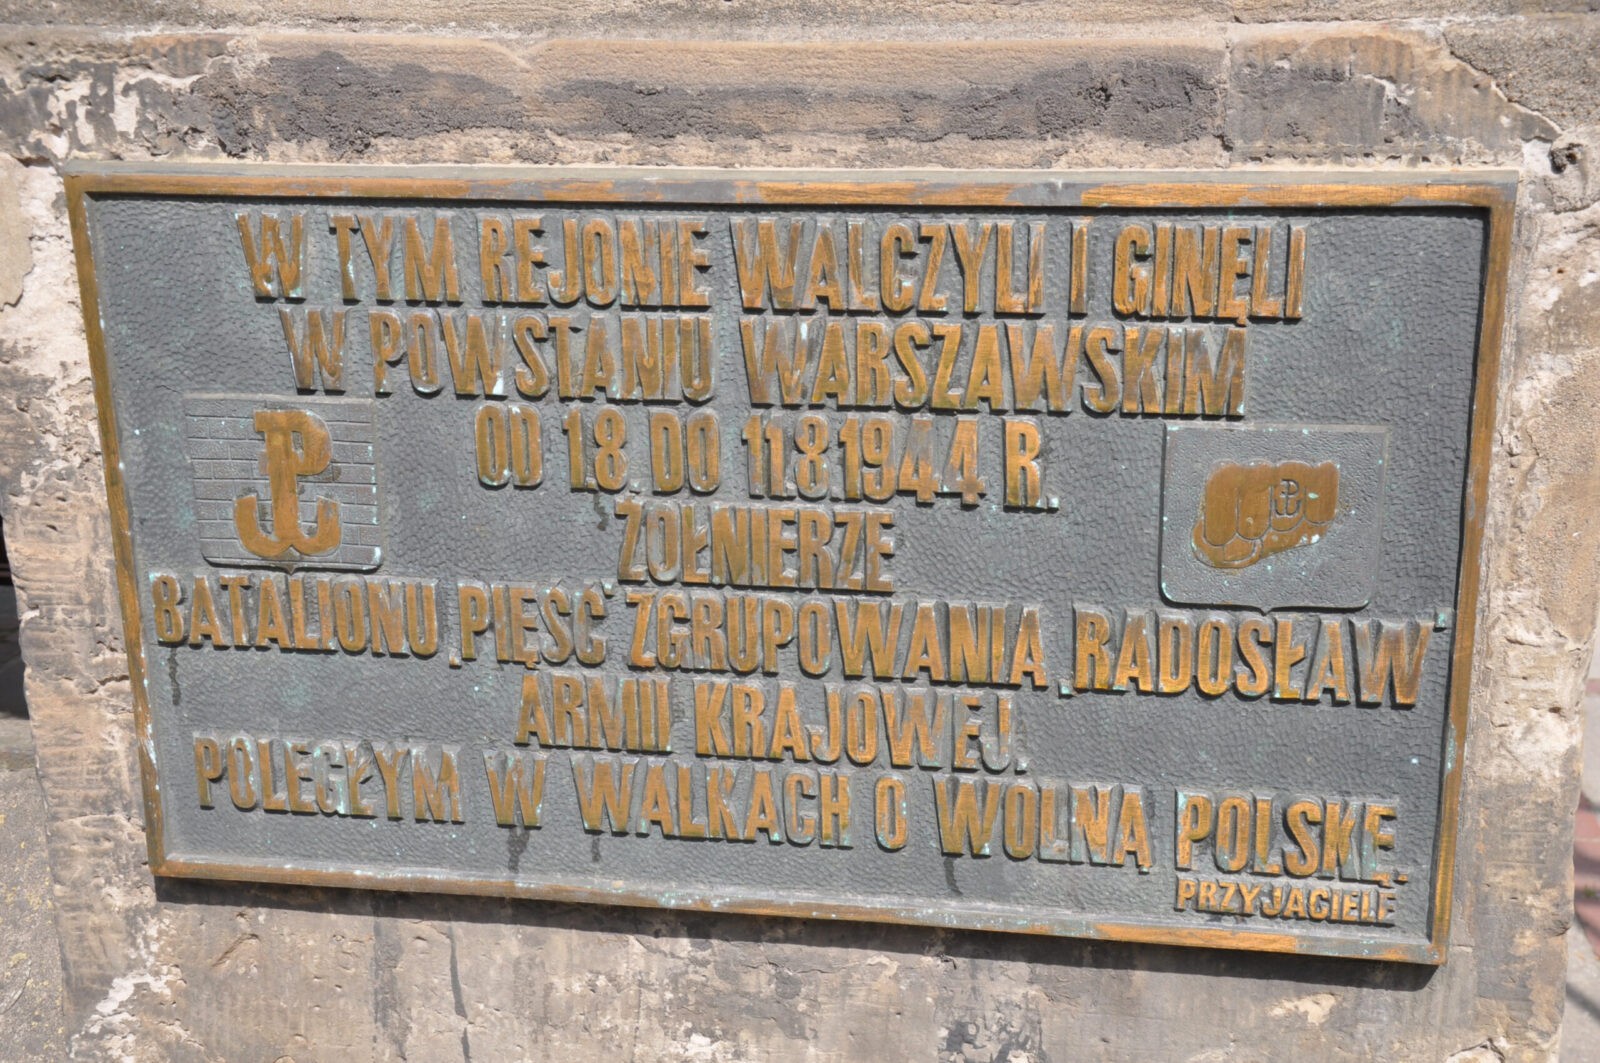 W TYM REJONIE WALCZYLI I GINĘLI
W POWSTANIU WARSZAWSKIM
OD 1.8. DO 11.8.1944 R.
ŻOŁNIERZE
BATALIONU „PIĘŚĆ” ZGRUPOWANIA „RADOSŁAW”
ARMII KRAJOWEJ.
POLEGŁYM W WALKACH O WOLNĄ POLSKĘ.
PRZYJACIELE